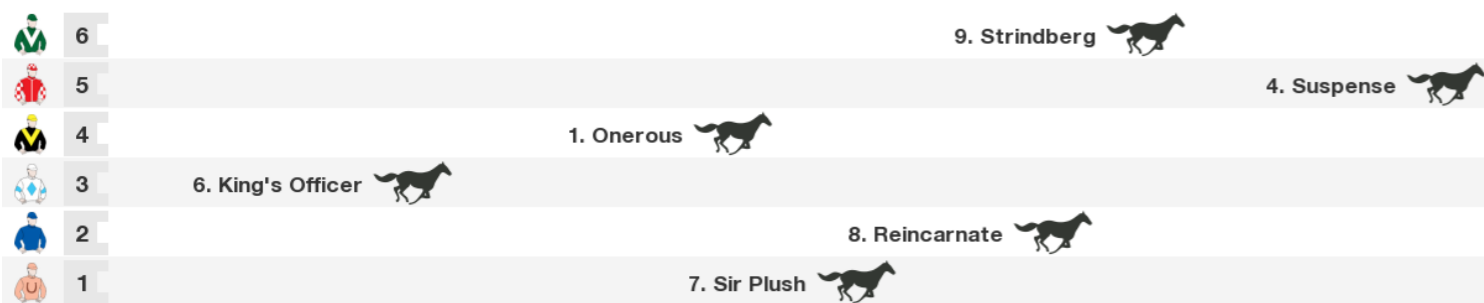 6 9. Strindberg
5 4. Suspense
4 1. Onerous
3 6. King's Officer
2 8. Reincarnate
1 7. Sir Plush